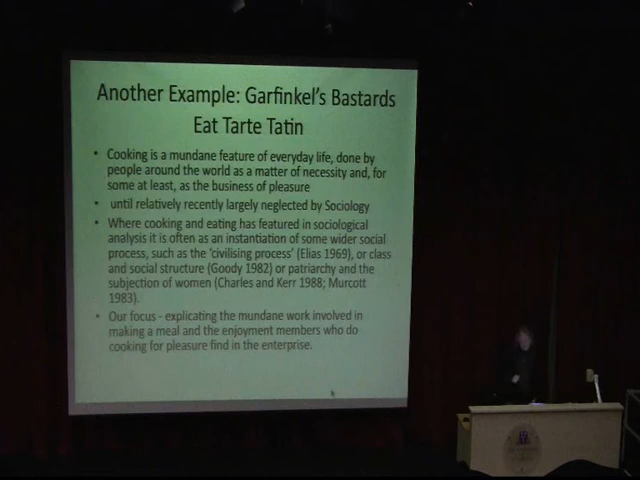 Another Example: Garfinkel's Bastards
Eat Tarte Tatin
• Cooking is a mundane feature of everyday life, done by
people around the world as a matter of necessity and, for
some at least, as the business of pleasure
• until relatively recently largely neglected by Sociology
• Where cooking and eating has featured in sociological
analysis it is often as an instantiation of some wider social
process, such as the 'civilising process' (Elias 1969), or class
and social structure (Goody 1982) or patriarchy and the
subjection of women (Charles and Kerr 1988; Murcott
1983).
• Our focus - explicating the mundane work involved in
making a meal and the enjoyment members who do
cooking for pleasure find in the enterprise.